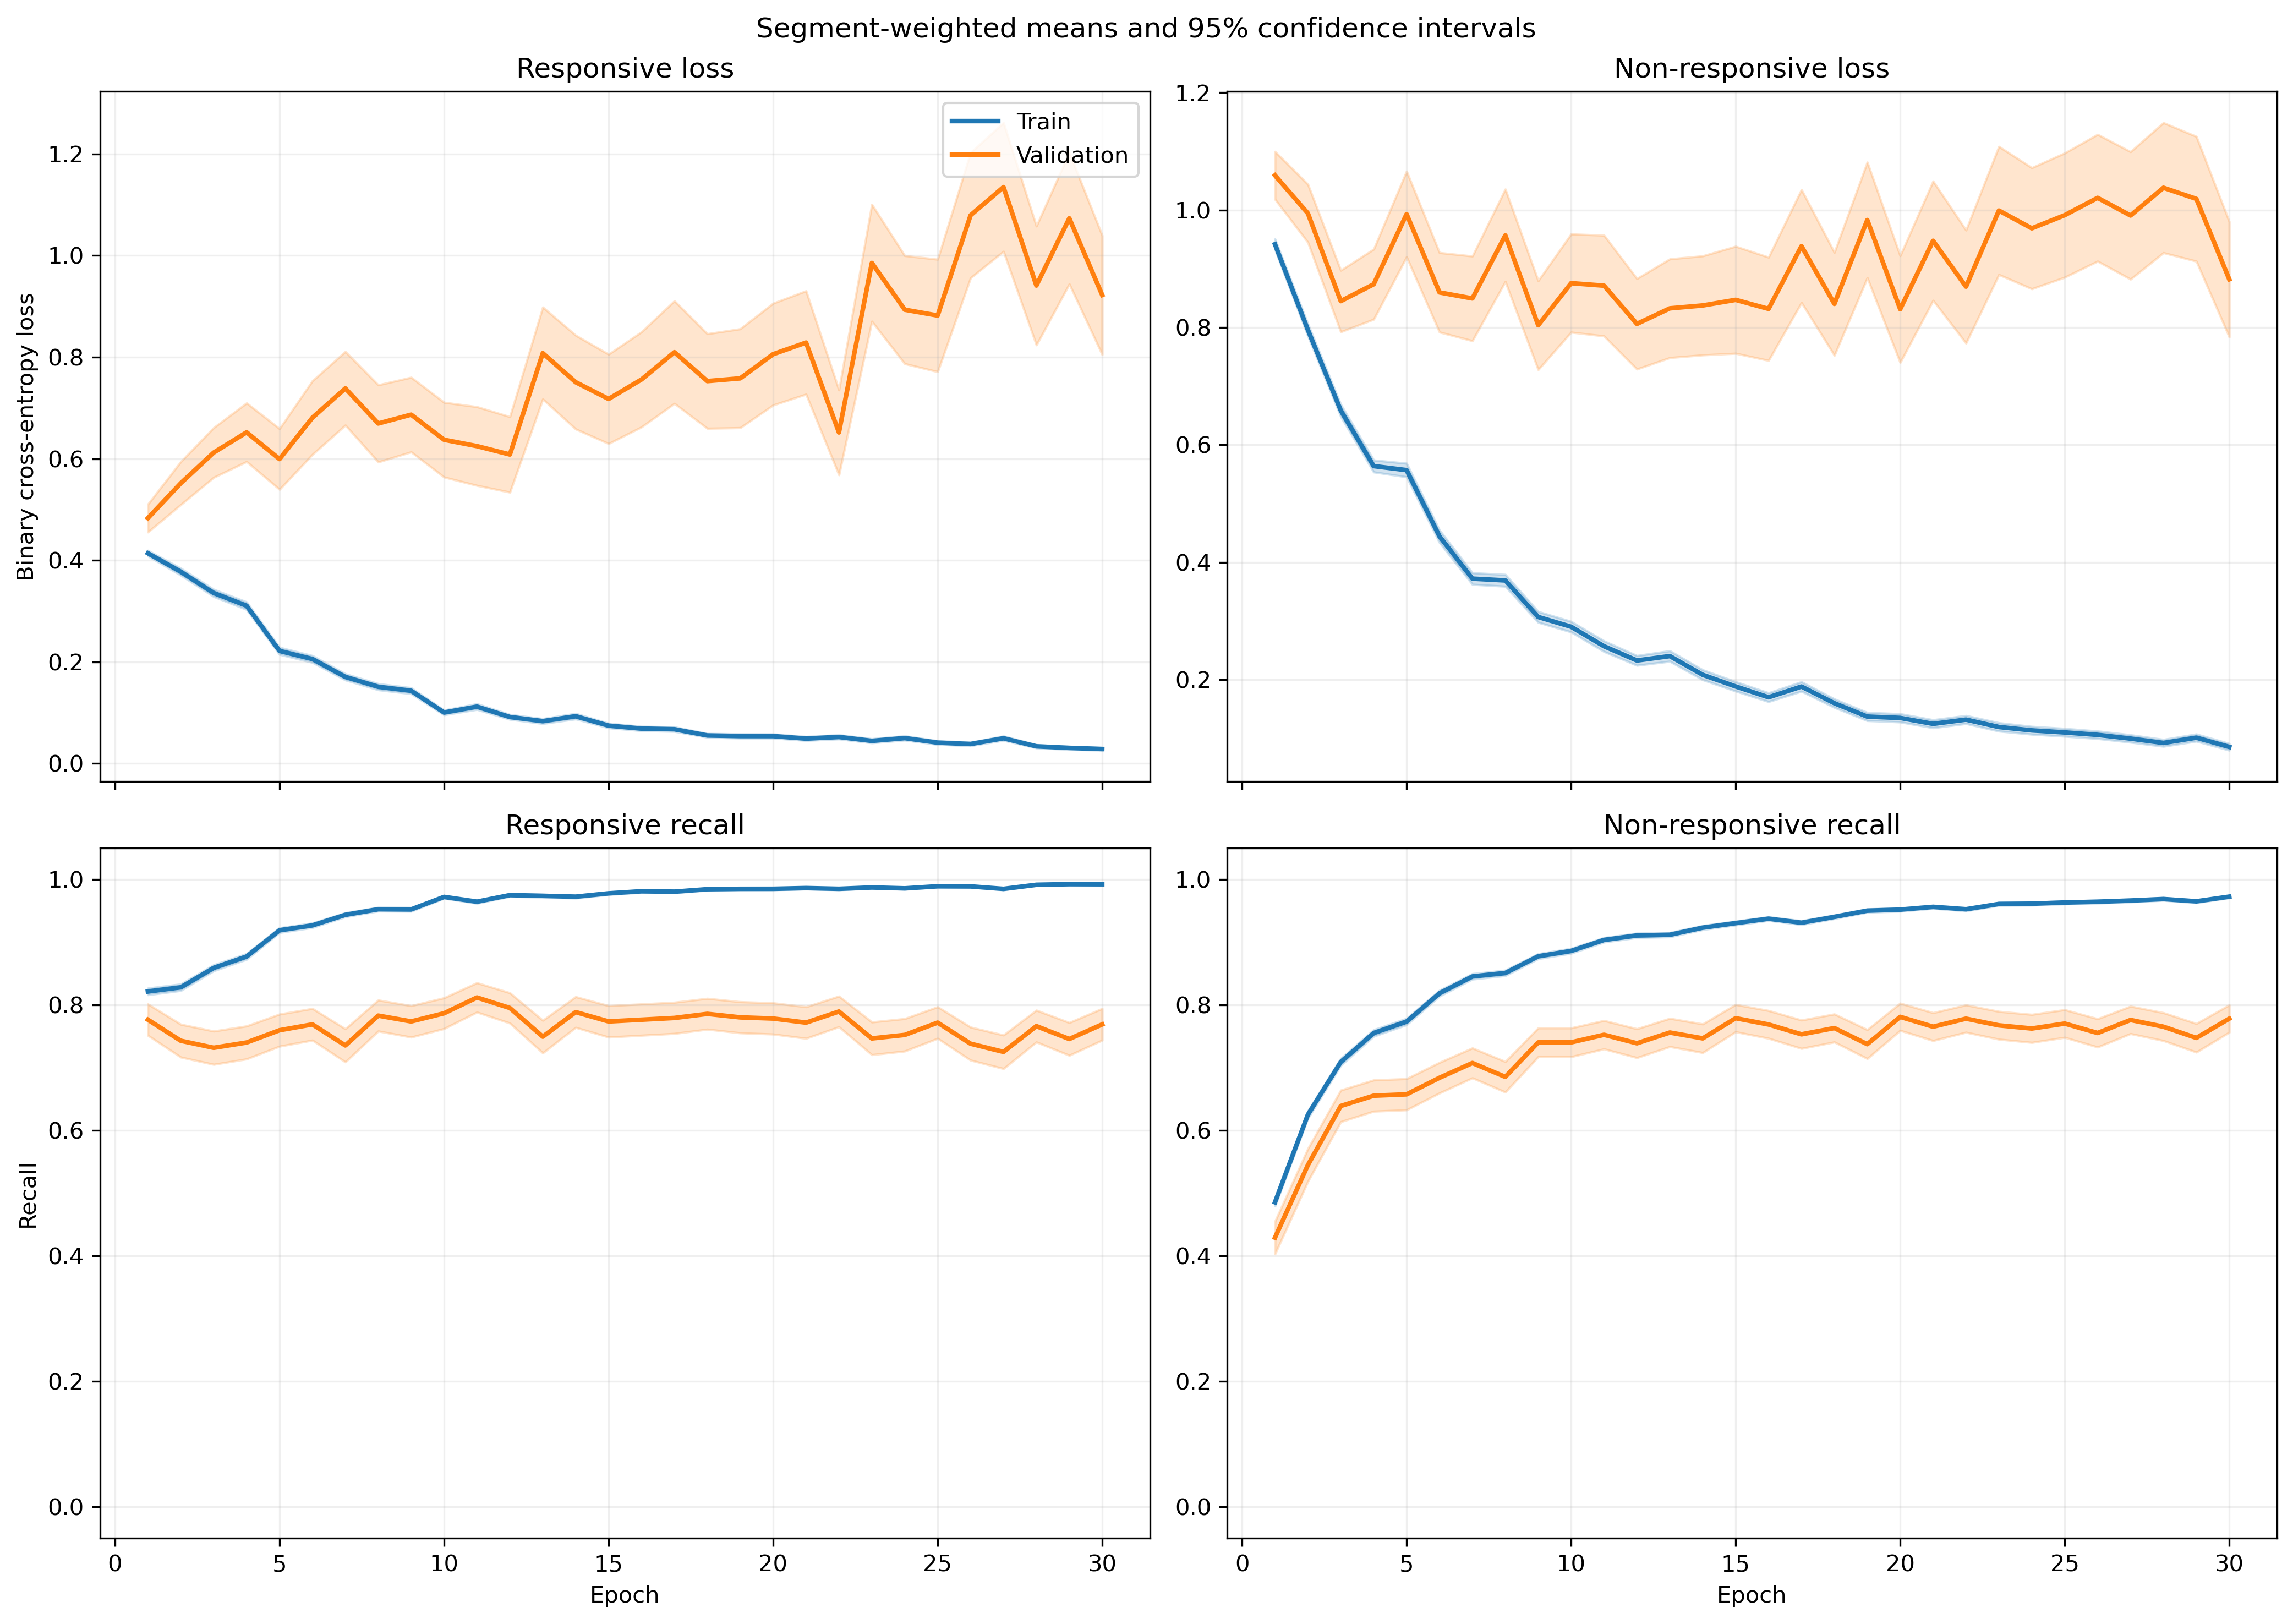 Segment-weighted means and 95% confidence intervals
Responsive loss
Non-responsive loss
Train
Validation
Binary cross-entropy loss
1.2
1.0
0.8
0.6
0.4
0.2
0.0
1.2
1.0
0.8
0.6
0.4
0.2
Responsive recall
Non-responsive recall
Recall
1.0
0.8
0.6
0.4
0.2
0.0
1.0
0.8
0.6
0.4
0.2
0.0
0 5 10 15 20 25 30
0 5 10 15 20 25 30
Epoch
Epoch